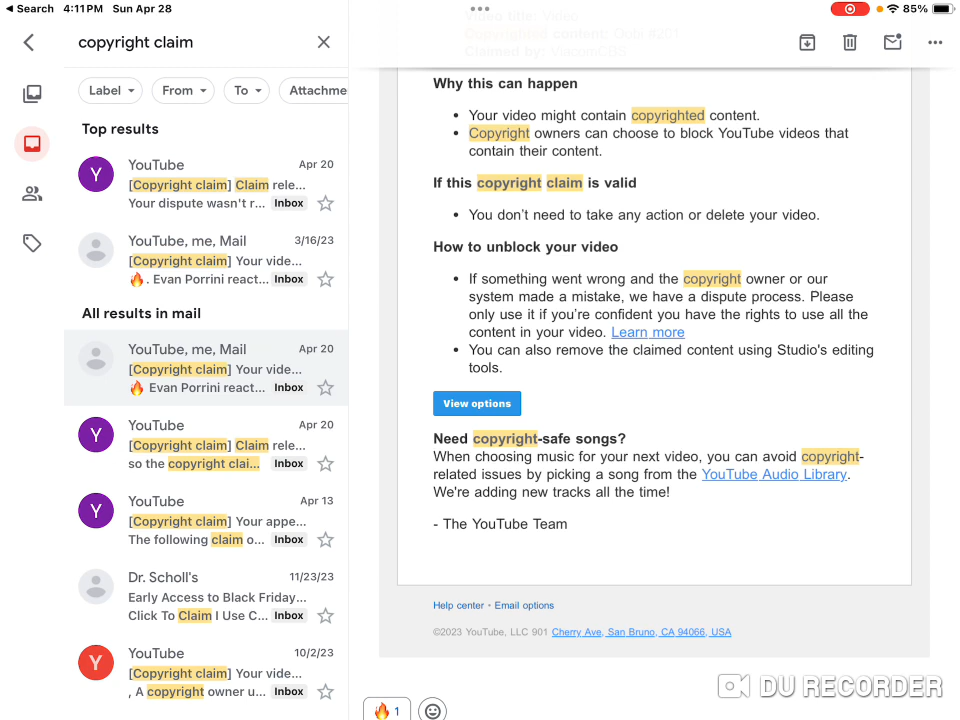 Search 4:11 PM Sun Apr 28
85%
copyright claim
Label
From
To
Attachme
Top results
Y
YouTube
Apr 20
[Copyright claim] Claim rele...
Your dispute wasn't r...
Inbox
YouTube, me, Mail
3/16/23
[Copyright claim] Your vide...
🔥. Evan Porrini react...
Inbox
All results in mail
YouTube, me, Mail
Apr 20
[Copyright claim] Your vide...
🔥 Evan Porrini react...
Inbox
Y
YouTube
Apr 20
[Copyright claim] Claim rele...
so the copyright clai...
Inbox
Y
YouTube
Apr 13
[Copyright claim] Your appe...
The following claim o...
Inbox
Dr. Scholl's
11/23/23
Early Access to Black Friday...
Click To Claim I Use C...
Inbox
Y
YouTube
10/2/23
[Copyright claim] Your vide...
, A copyright owner u...
Inbox
Video title: Video
Copyrighted content:
Claimed by: ViacomCBS
Why this can happen
• Your video might contain copyrighted content.
• Copyright owners can choose to block YouTube videos that
contain their content.
If this copyright claim is valid
• You don't need to take any action or delete your video.
How to unblock your video
• If something went wrong and the copyright owner or our
system made a mistake, we have a dispute process. Please
only use it if you're confident you have the rights to use all the
content in your video. Learn more
• You can also remove the claimed content using Studio's editing
tools.
View options
Need copyright-safe songs?
When choosing music for your next video, you can avoid copyright-
related issues by picking a song from the YouTube Audio Library.
We're adding new tracks all the time!
- The YouTube Team
Help center • Email options
©2023 YouTube, LLC 901 Cherry Ave, San Bruno, CA 94066, USA
🔥 1
DU RECORDER